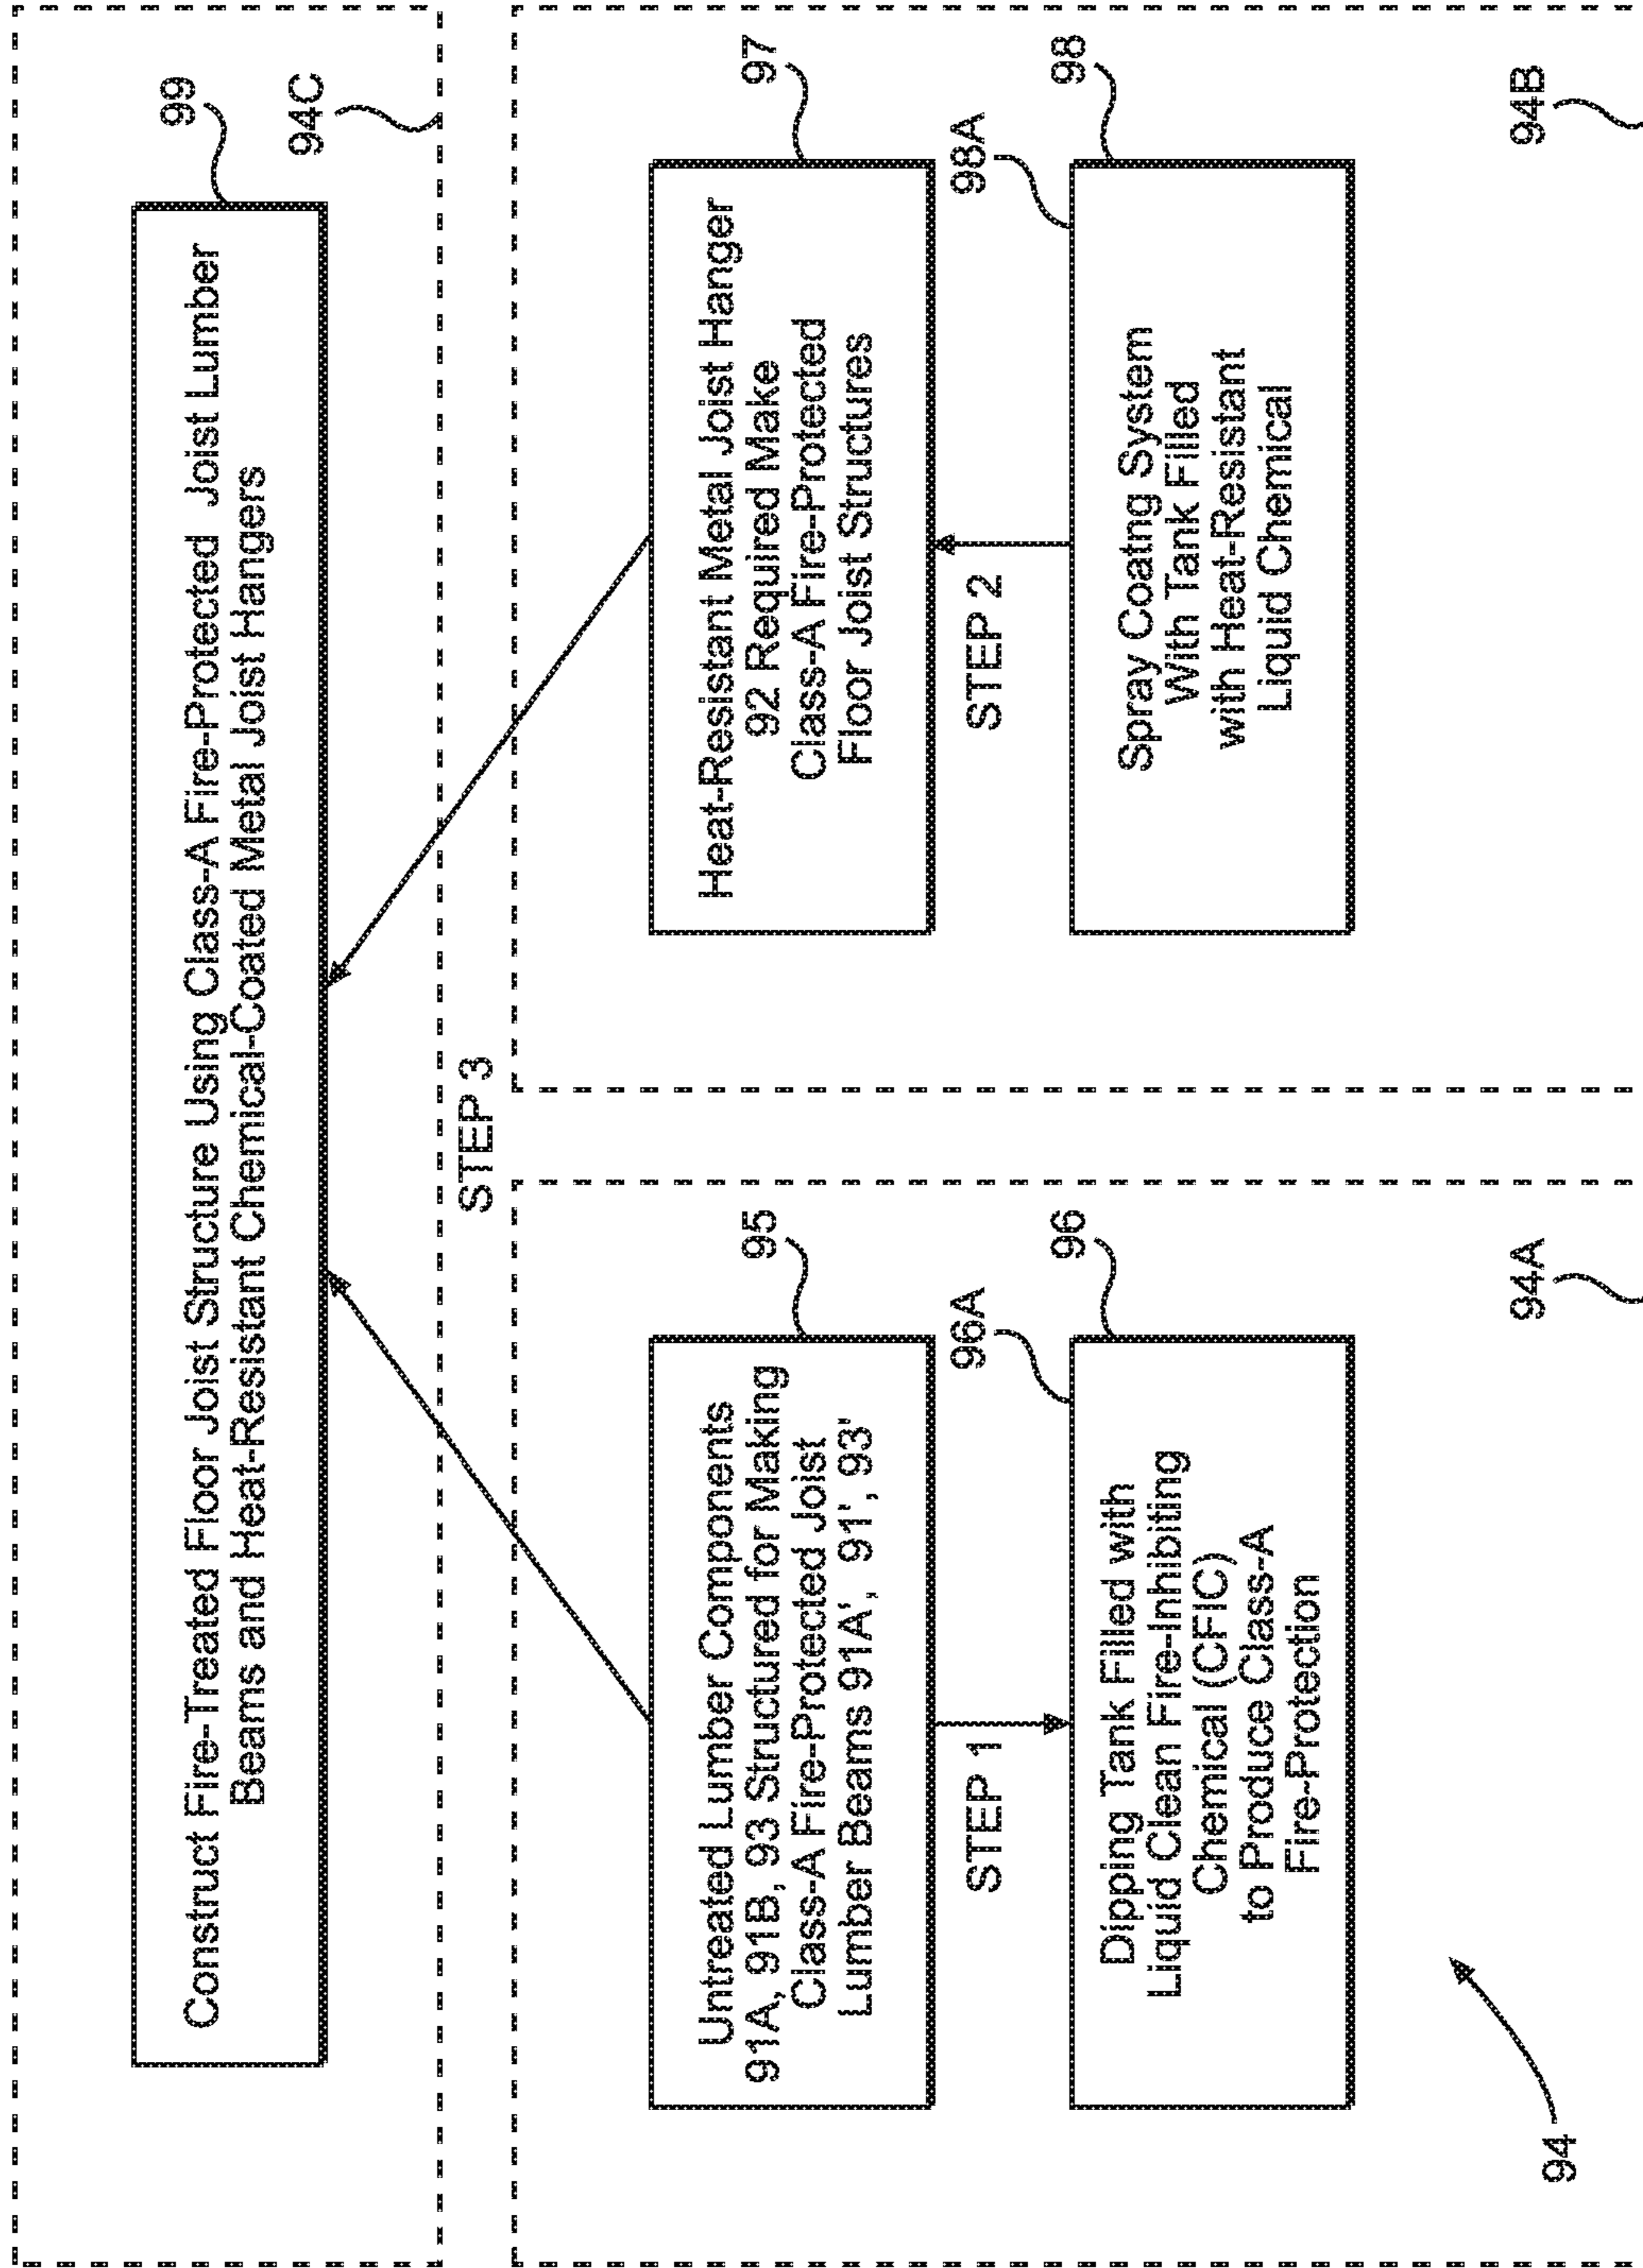 Construct Fire-Treated Floor Joist Structure Using Class-A Fire-Protected Joist Lumber
Beams and Heat-Resistant Chemical-Coated Metal Joist Hangers
99
94C
STEP 3
Untreated Lumber Components
91A, 91B, 93 Structured for Making
Class-A Fire-Protected Joist
Lumber Beams 91A', 91', 93'
95
STEP 1
96A
Dipping Tank Filled with
Liquid Clean Fire-Inhibiting
Chemical (CFIC)
to Produce Class-A
Fire-Protection
96
94A
94
Heat-Resistant Metal Joist Hanger
92 Required Make
Class-A Fire-Protected
Floor Joist Structures
97
STEP 2
98A
Spray Coatng System
With Tank Filled
with Heat-Resistant
Liquid Chemical
98
94B